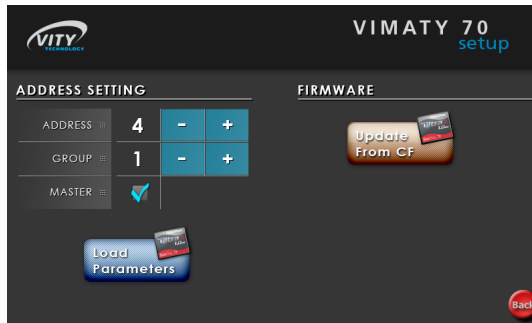 VITY
TECHNOLOGY
VIMATY 70
setup
ADDRESS SETTING
ADDRESS
4
-
+
GROUP
1
-
+
MASTER
Load
Parameters
FIRMWARE
Update
From CF
Back